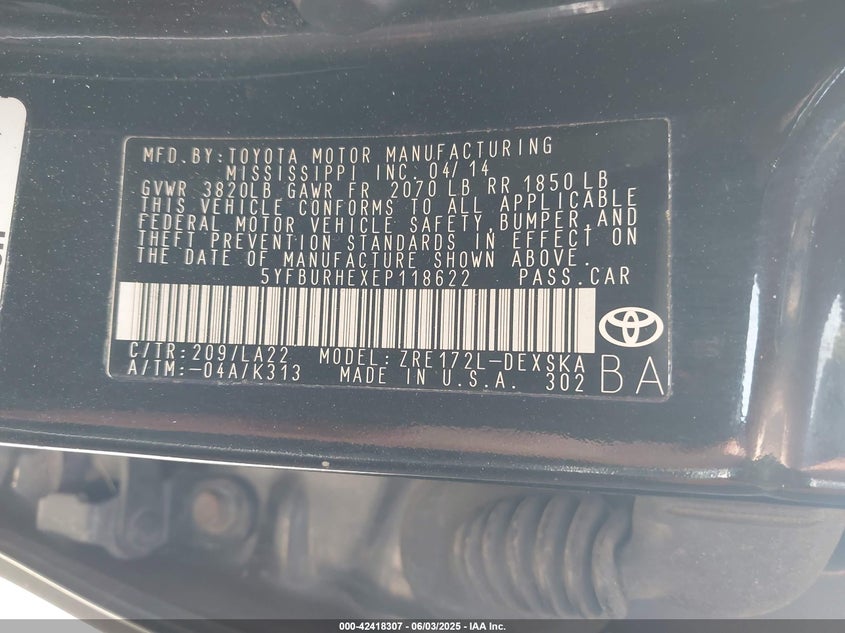 MFD. BY: TOYOTA MOTOR MANUFACTURING
MISSISSIPPI INC. 04/14
GVWR 3820LB GAWR FR 2070 LB RR 1850 LB
THIS VEHICLE CONFORMS TO ALL APPLICABLE
FEDERAL MOTOR VEHICLE SAFETY, BUMPER, AND
THEFT PREVENTION STANDARDS IN EFFECT ON
THE DATE OF MANUFACTURE SHOWN ABOVE.
5YFBURHEXEP118622 PASS. CAR
C/TR: 209/LA22 MODEL: ZRE172L-DEXSKA
A/TM: -04A/K313 MADE IN U.S.A. 302 BA
000-42418307 - 06/03/2025 - IAA Inc.